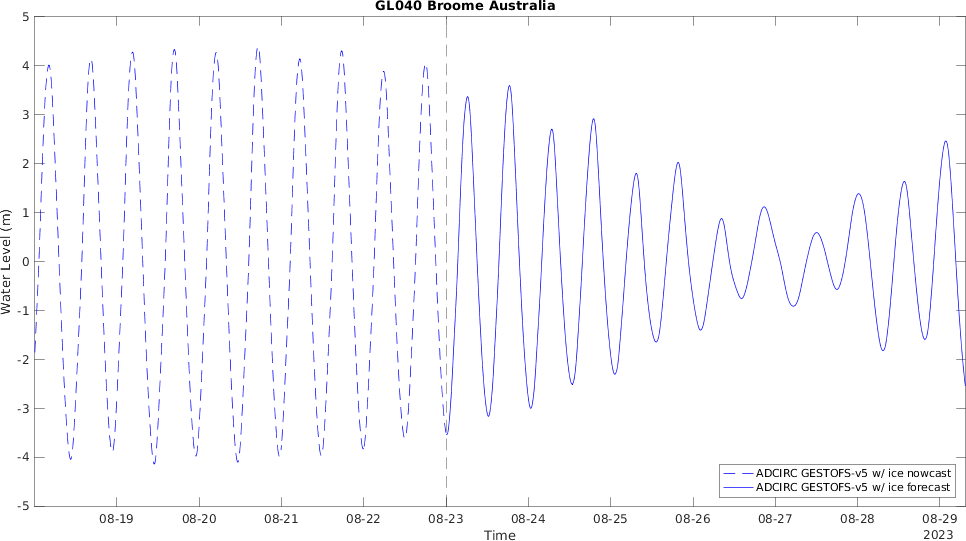 GL040 Broome Australia
5
4
3
2
1
0
-1
-2
-3
-4
-5
Water Level (m)
ADCIRC GESTOFS-v5 w/ ice nowcast
ADCIRC GESTOFS-v5 w/ ice forecast
08-19 08-20 08-21 08-22 08-23 08-24 08-25 08-26 08-27 08-28 08-29
Time
2023